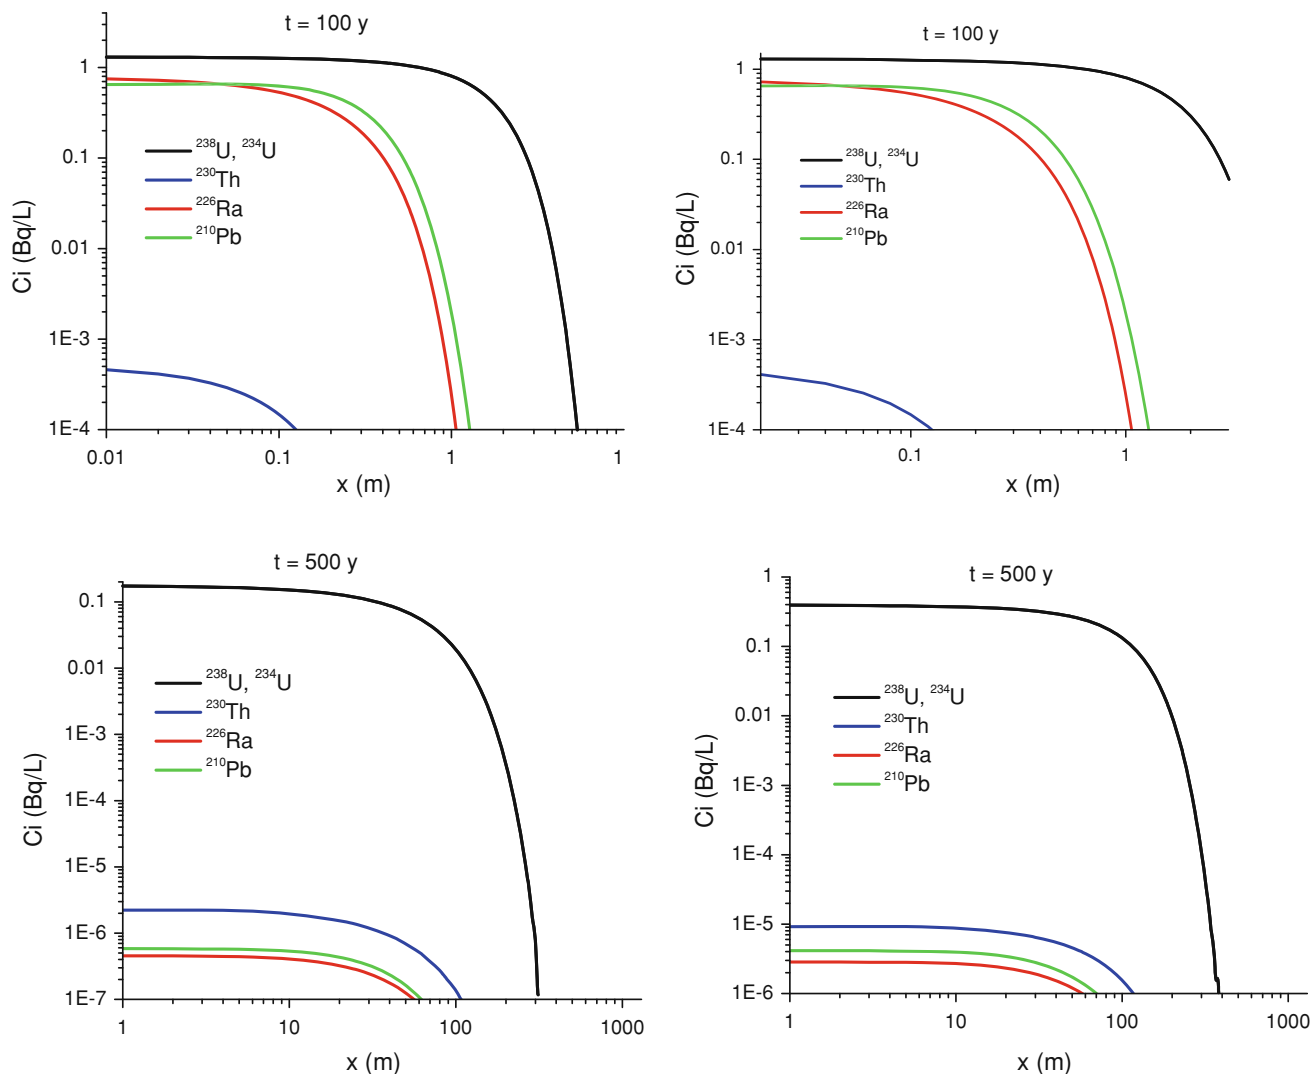 t = 100 y
1
0.1
0.01
1E-3
1E-4
Ci (Bq/L)
²³⁸U, ²³⁴U
²³⁰Th
²²⁶Ra
²¹⁰Pb
0.01
0.1
1
1
x (m)
t = 100 y
1
0.1
0.01
1E-3
1E-4
Ci (Bq/L)
²³⁸U, ²³⁴U
²³⁰Th
²²⁶Ra
²¹⁰Pb
0.1
1
x (m)
t = 500 y
0.1
0.01
1E-3
1E-4
1E-5
1E-6
1E-7
Ci (Bq/L)
²³⁸U, ²³⁴U
²³⁰Th
²²⁶Ra
²¹⁰Pb
1
10
100
1000
x (m)
t = 500 y
1
0.1
0.01
1E-3
1E-4
1E-5
1E-6
Ci (Bq/L)
²³⁸U, ²³⁴U
²³⁰Th
²²⁶Ra
²¹⁰Pb
1
10
100
1000
x (m)